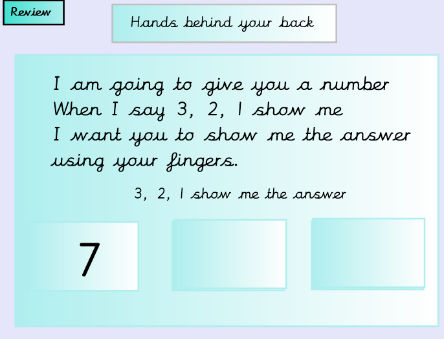 Review
Hands behind your back
I am going to give you a number
When I say 3, 2, 1 show me
I want you to show me the answer
using your fingers.
3, 2, 1 show me the answer
7